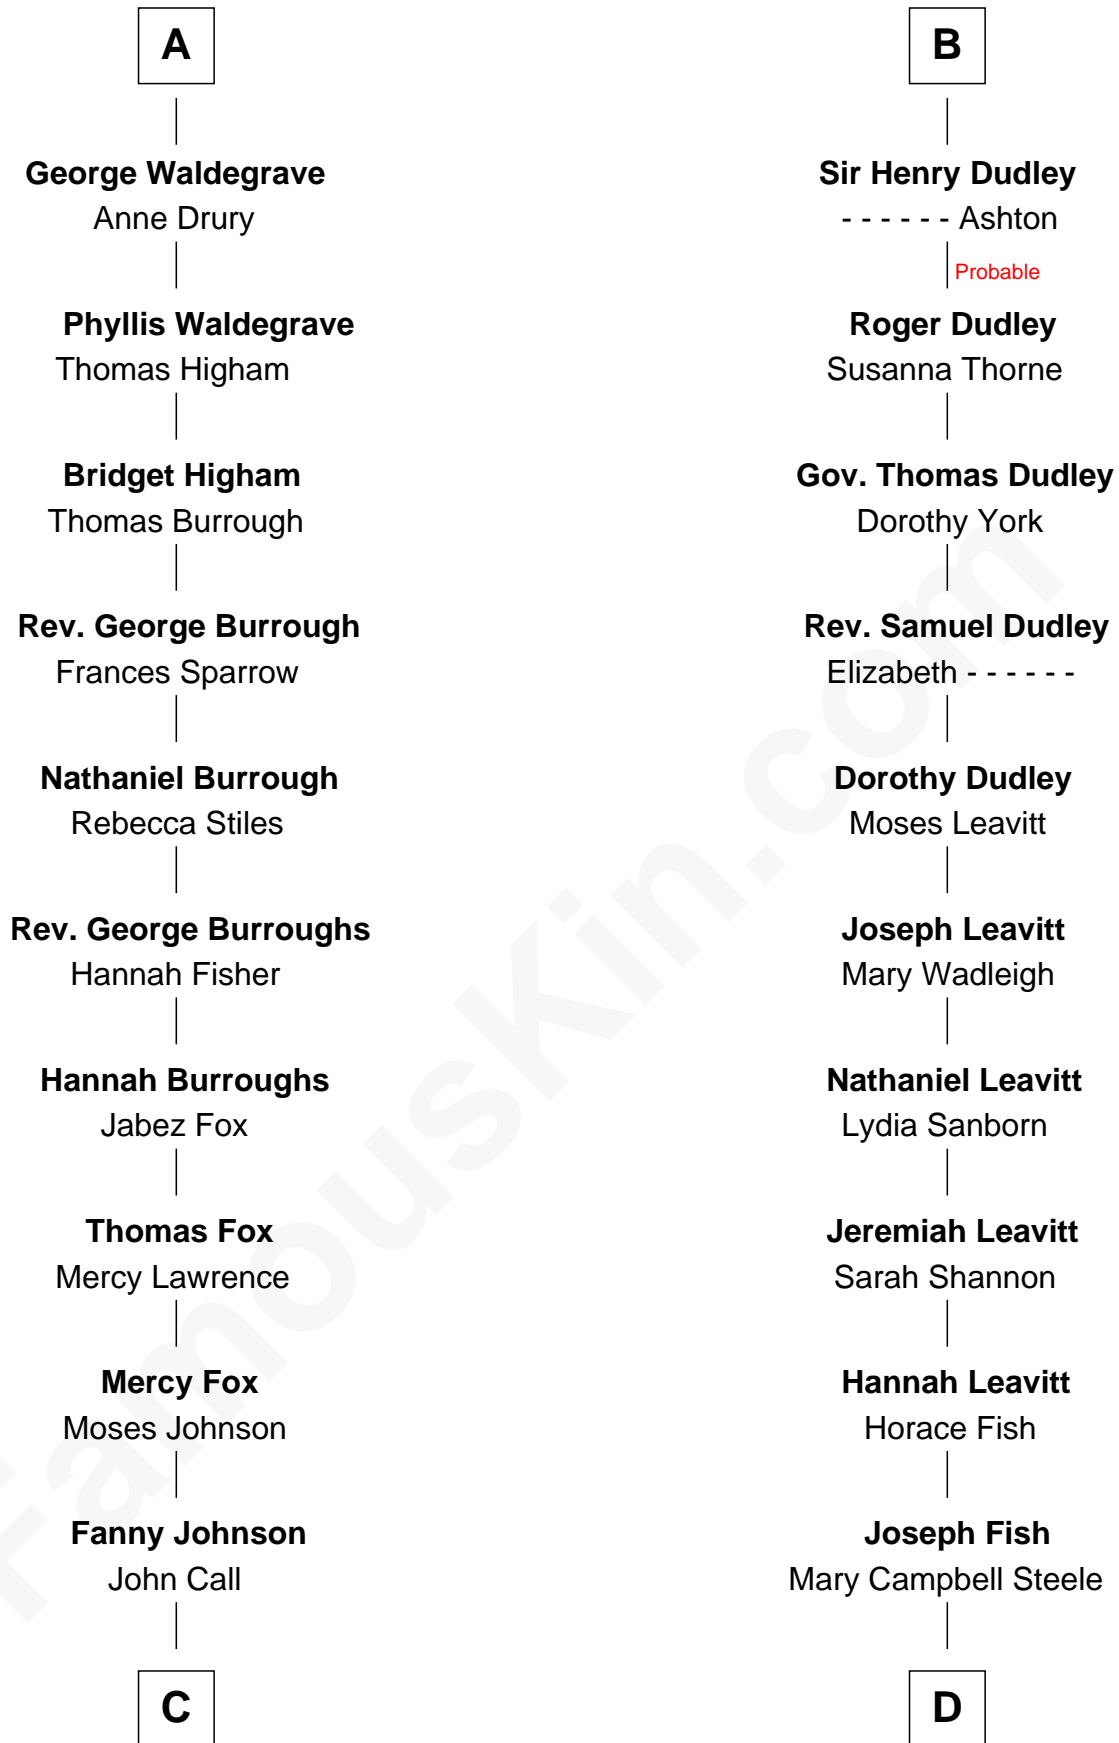 A
George Waldegrave
Anne Drury
Phyllis Waldegrave
Thomas Higham
Bridget Higham
Thomas Burrough
Rev. George Burrough
Frances Sparrow
Nathaniel Burrough
Rebecca Stiles
Rev. George Burroughs
Hannah Fisher
Hannah Burroughs
Jabez Fox
Thomas Fox
Mercy Lawrence
Mercy Fox
Moses Johnson
Fanny Johnson
John Call
C
B
Sir Henry Dudley
- - - - - - Ashton
Probable
Roger Dudley
Susanna Thorne
Gov. Thomas Dudley
Dorothy York
Rev. Samuel Dudley
Elizabeth - - - - - -
Dorothy Dudley
Moses Leavitt
Joseph Leavitt
Mary Wadleigh
Nathaniel Leavitt
Lydia Sanborn
Jeremiah Leavitt
Sarah Shannon
Hannah Leavitt
Horace Fish
Joseph Fish
Mary Campbell Steele
D
FamousKin.com